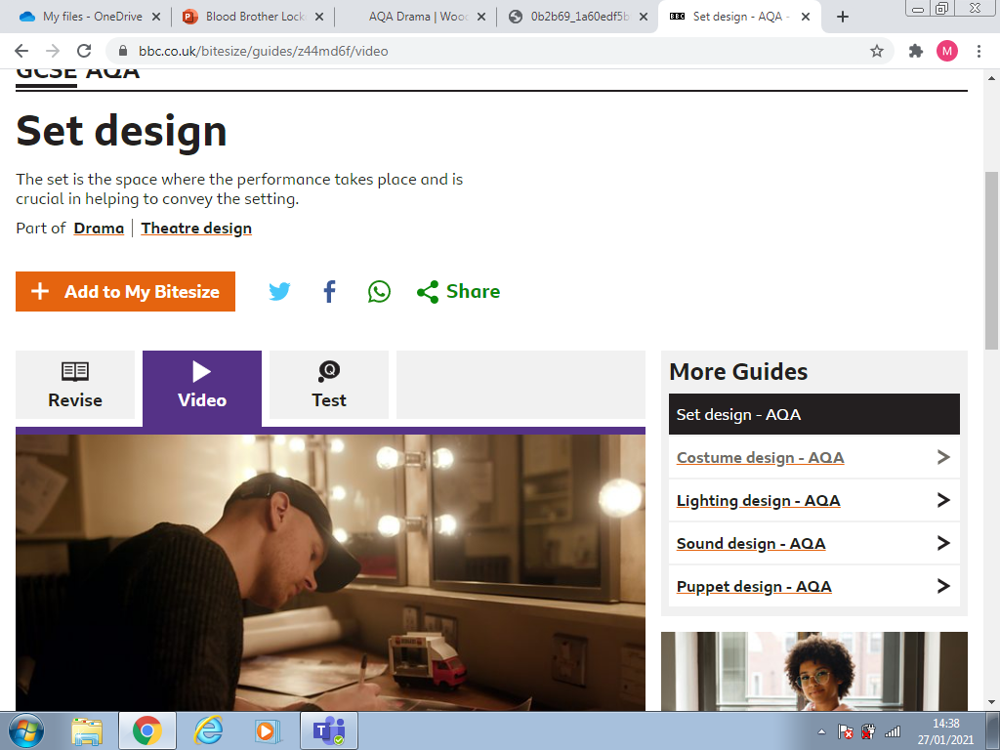 My files - OneDrive
Blood Brother Lock
AQA Drama | Wooc
0b2b69_1a60edf5b
BBC Set design - AQA -
bbc.co.uk/bitesize/guides/z44md6f/video
M
GCSE AQA
Set design
The set is the space where the performance takes place and is
crucial in helping to convey the setting.
Part of Drama | Theatre design
Add to My Bitesize
Share
Revise
Video
Test
More Guides
Set design - AQA
Costume design - AQA
Lighting design - AQA
Sound design - AQA
Puppet design - AQA
14:38
27/01/2021